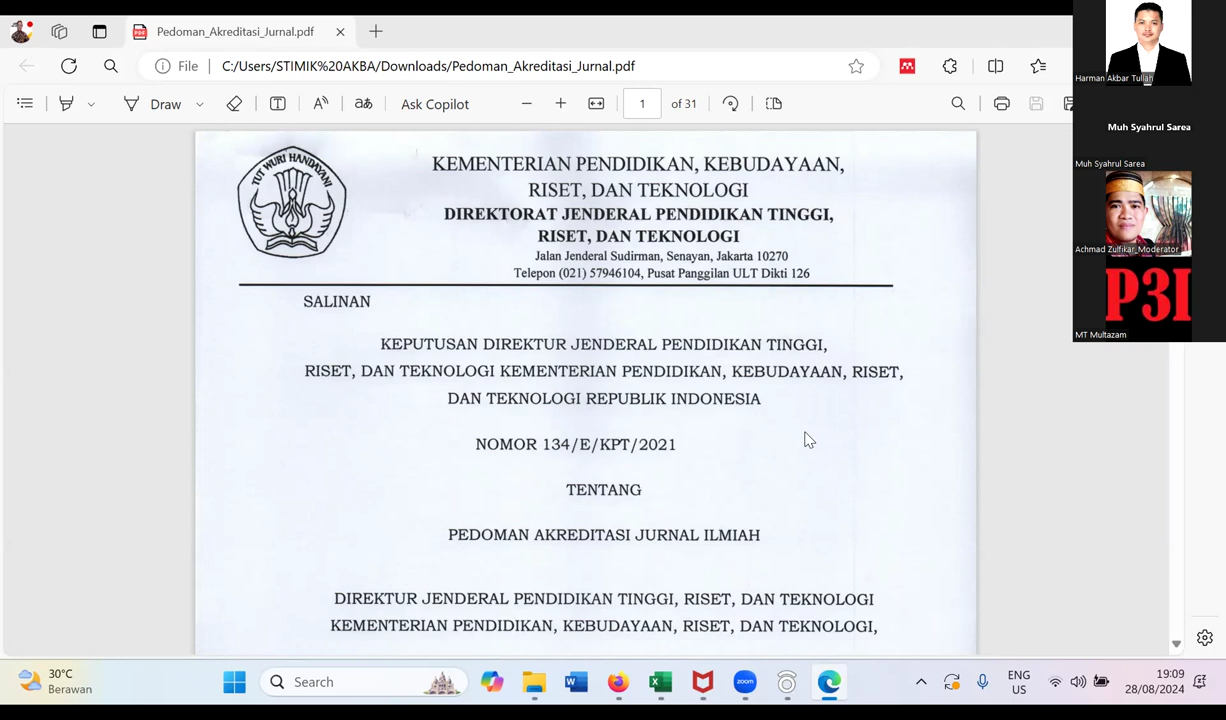 Pedoman_Akreditasi_Jurnal.pdf
File
C:/Users/STIMIK%20AKBA/Downloads/Pedoman_Akreditasi_Jurnal.pdf
Draw
Ask Copilot
1 of 31
Harman Akbar Tullah
Muh Syahrul Sarea
Muh Syahrul Sarea
Achmad Zulfikar_Moderator
P3I
MT Multazam
TUT WURI HANDAYANI
KEMENTERIAN PENDIDIKAN, KEBUDAYAAN,
RISET, DAN TEKNOLOGI
DIREKTORAT JENDERAL PENDIDIKAN TINGGI,
RISET, DAN TEKNOLOGI
Jalan Jenderal Sudirman, Senayan, Jakarta 10270
Telepon (021) 57946104, Pusat Panggilan ULT Dikti 126
SALINAN
KEPUTUSAN DIREKTUR JENDERAL PENDIDIKAN TINGGI,
RISET, DAN TEKNOLOGI KEMENTERIAN PENDIDIKAN, KEBUDAYAAN, RISET,
DAN TEKNOLOGI REPUBLIK INDONESIA
NOMOR 134/E/KPT/2021
TENTANG
PEDOMAN AKREDITASI JURNAL ILMIAH
DIREKTUR JENDERAL PENDIDIKAN TINGGI, RISET, DAN TEKNOLOGI
KEMENTERIAN PENDIDIKAN, KEBUDAYAAN, RISET, DAN TEKNOLOGI,
30°C
Berawan
Search
zoom
ENG
US
19:09
28/08/2024